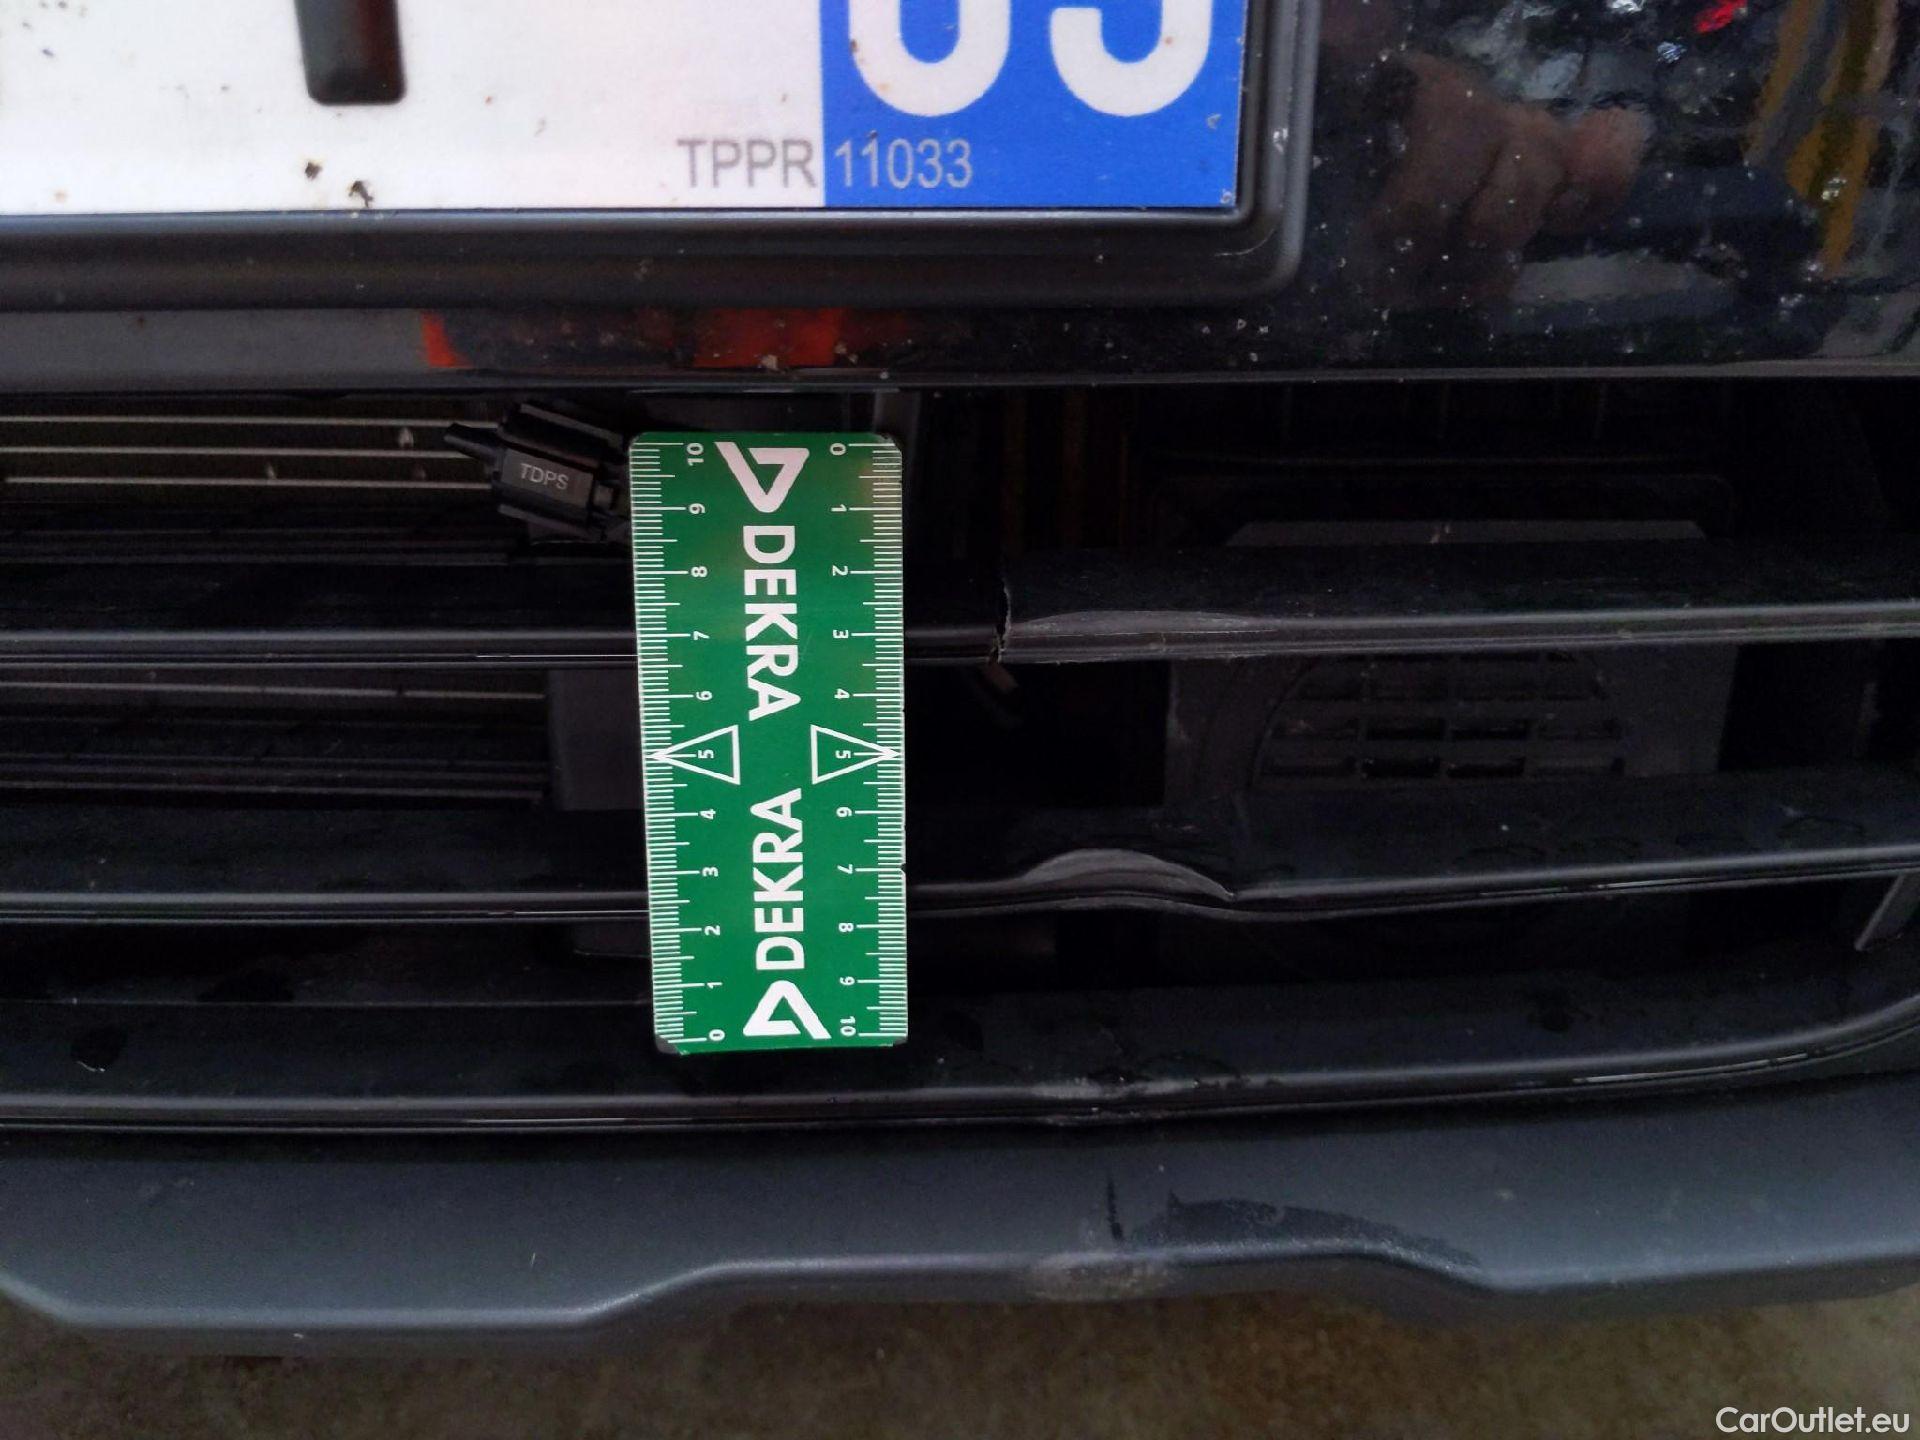 TPPR 11033
TDPS
DEKRA DEKRA
10 9 8 7 6 5 4 3 2 1 0
0 1 2 3 4 5 6 7 8 9 10
CarOutlet.eu